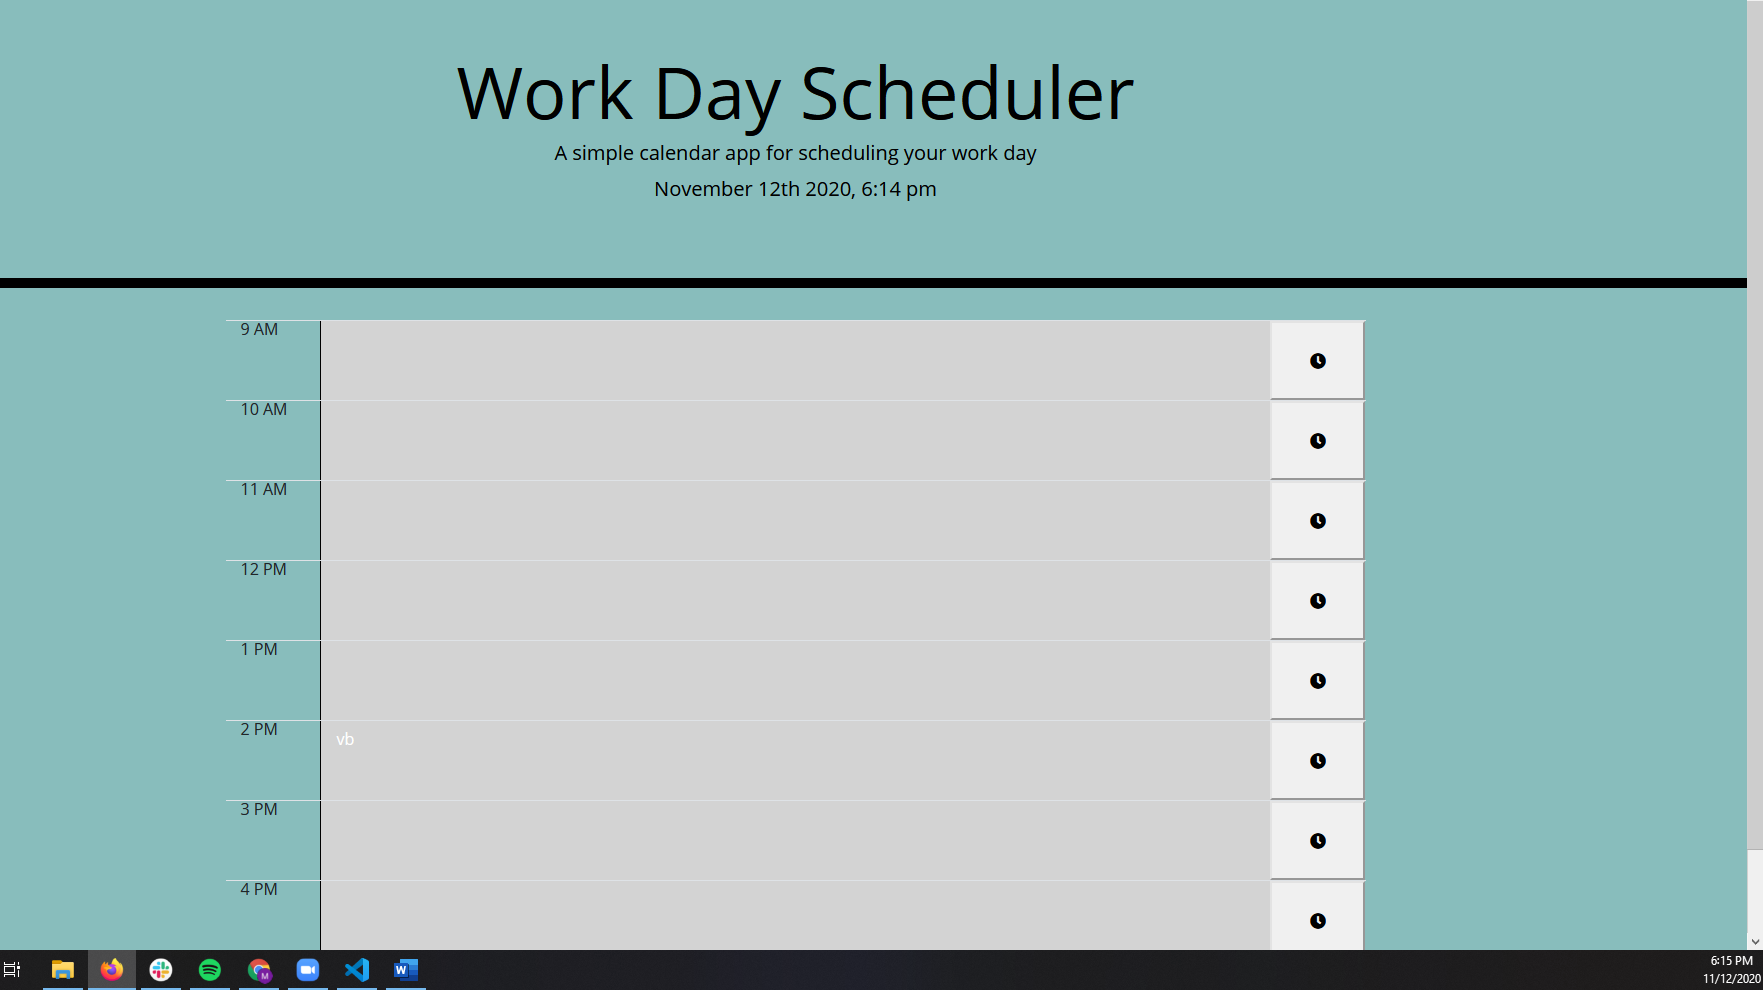 Work Day Scheduler
A simple calendar app for scheduling your work day
November 12th 2020, 6:14 pm
9 AM
10 AM
11 AM
12 PM
1 PM
2 PM
vb
3 PM
4 PM
M
W
6:15 PM
11/12/2020